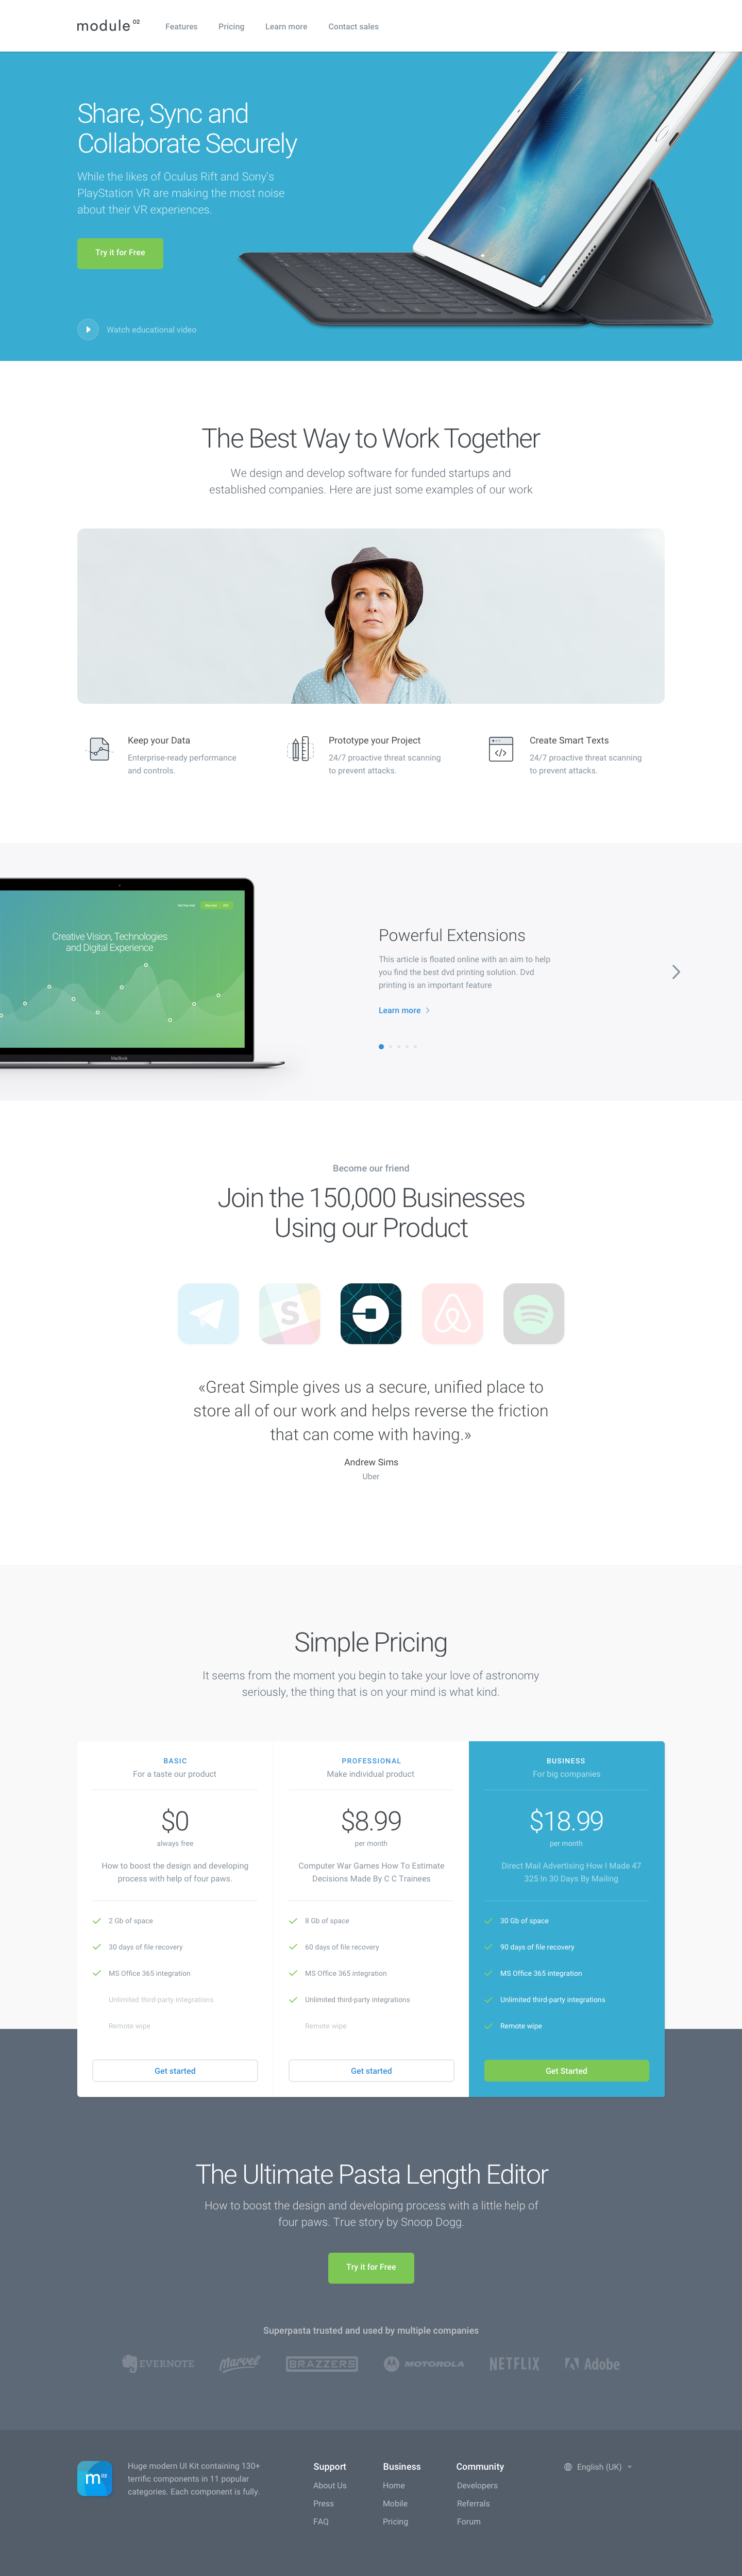 module 02
Features
Pricing
Learn more
Contact sales
Share, Sync and
Collaborate Securely
While the likes of Oculus Rift and Sony's
PlayStation VR are making the most noise
about their VR experiences.
Try it for Free
Watch educational video
The Best Way to Work Together
We design and develop software for funded startups and
established companies. Here are just some examples of our work
Keep your Data
Enterprise-ready performance
and controls.
Prototype your Project
24/7 proactive threat scanning
to prevent attacks.
Create Smart Texts
24/7 proactive threat scanning
to prevent attacks.
Creative Vision, Technologies
and Digital Experience
MacBook
Powerful Extensions
This article is floated online with an aim to help
you find the best dvd printing solution. Dvd
printing is an important feature
Learn more
Become our friend
Join the 150,000 Businesses
Using our Product
S
«Great Simple gives us a secure, unified place to
store all of our work and helps reverse the friction
that can come with having.»
Andrew Sims
Uber
Simple Pricing
It seems from the moment you begin to take your love of astronomy
seriously, the thing that is on your mind is what kind.
BASIC
For a taste our product
$0
always free
How to boost the design and developing
process with help of four paws.
2 Gb of space
30 days of file recovery
MS Office 365 integration
Unlimited third-party integrations
Remote wipe
Get started
PROFESSIONAL
Make individual product
$8.99
per month
Computer War Games How To Estimate
Decisions Made By C C Trainees
8 Gb of space
60 days of file recovery
MS Office 365 integration
Unlimited third-party integrations
Remote wipe
Get started
BUSINESS
For big companies
$18.99
per month
Direct Mail Advertising How I Made 47
325 In 30 Days By Mailing
30 Gb of space
90 days of file recovery
MS Office 365 integration
Unlimited third-party integrations
Remote wipe
Get Started
The Ultimate Pasta Length Editor
How to boost the design and developing process with a little help of
four paws. True story by Snoop Dogg.
Try it for Free
Superpasta trusted and used by multiple companies
EVERNOTE
Marvel
BRAZZERS
MOTOROLA
NETFLIX
Adobe
m 02
Huge modern UI Kit containing 130+
terrific components in 11 popular
categories. Each component is fully.
Support
About Us
Press
FAQ
Business
Home
Mobile
Pricing
Community
Developers
Referrals
Forum
English (UK)